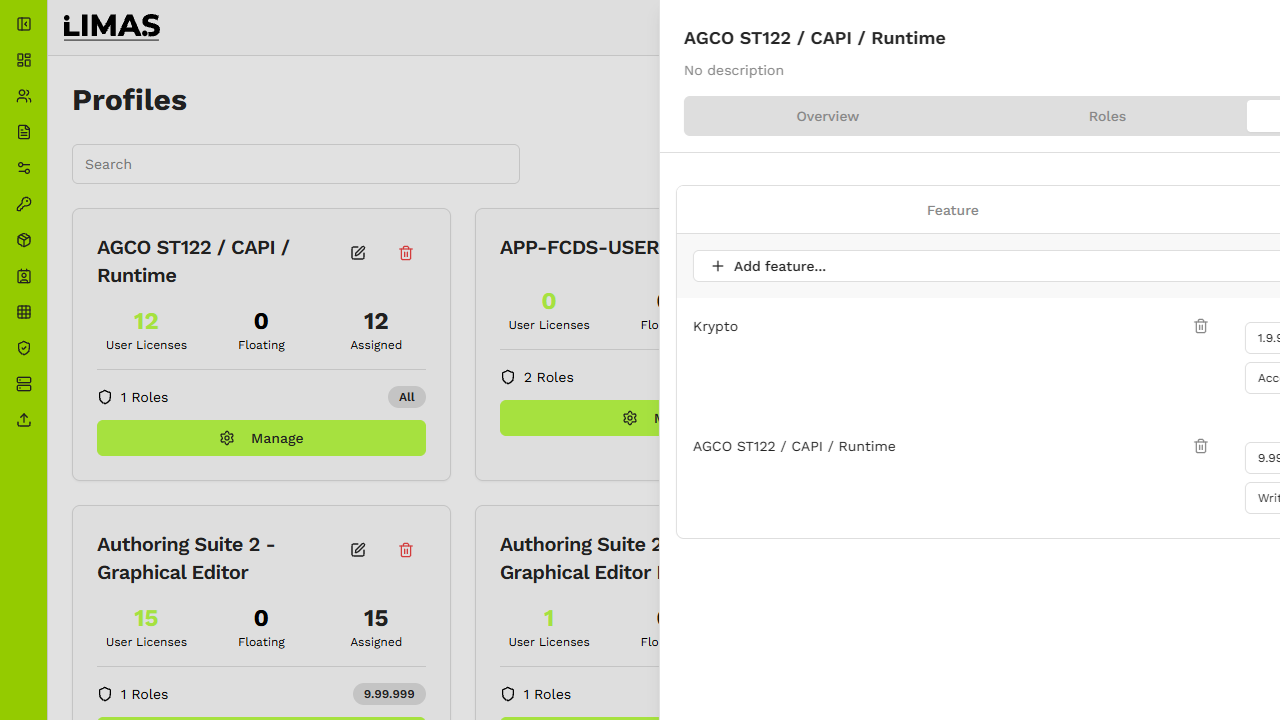 LIMAS
Profiles
Search
AGCO ST122 / CAPI /
Runtime
12
User Licenses
0
Floating
12
Assigned
1 Roles
All
Manage
APP-FCDS-USER
0
User Licenses
2 Roles
Authoring Suite 2 -
Graphical Editor
15
User Licenses
0
Floating
15
Assigned
1 Roles
9.99.999
Authoring Suite 2
Graphical Editor
1
User Licenses
1 Roles
AGCO ST122 / CAPI / Runtime
No description
Overview
Roles
Feature
Add feature...
Krypto
AGCO ST122 / CAPI / Runtime